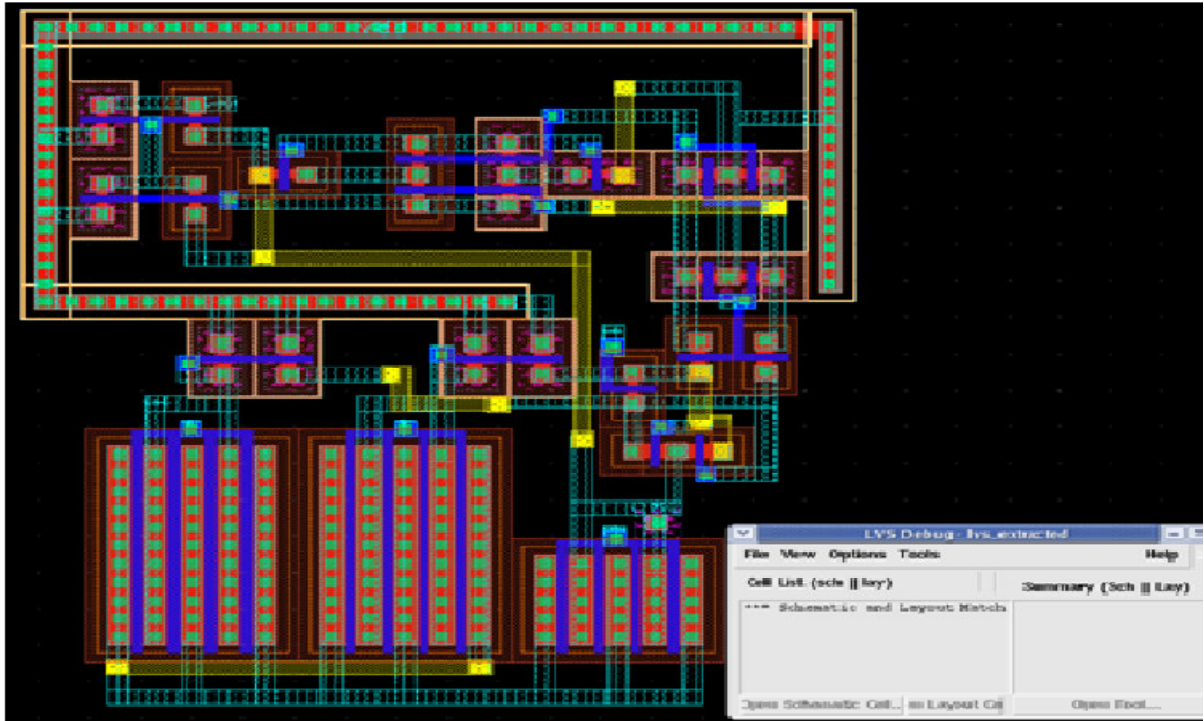 LVS Debug - lvs_extracted
File View Options Tools Help
Cell List (sch || lay) Summary (Sch || Lay)
--- Schematic and Layout Match
Open Schematic Cell... Layout Open Tool...